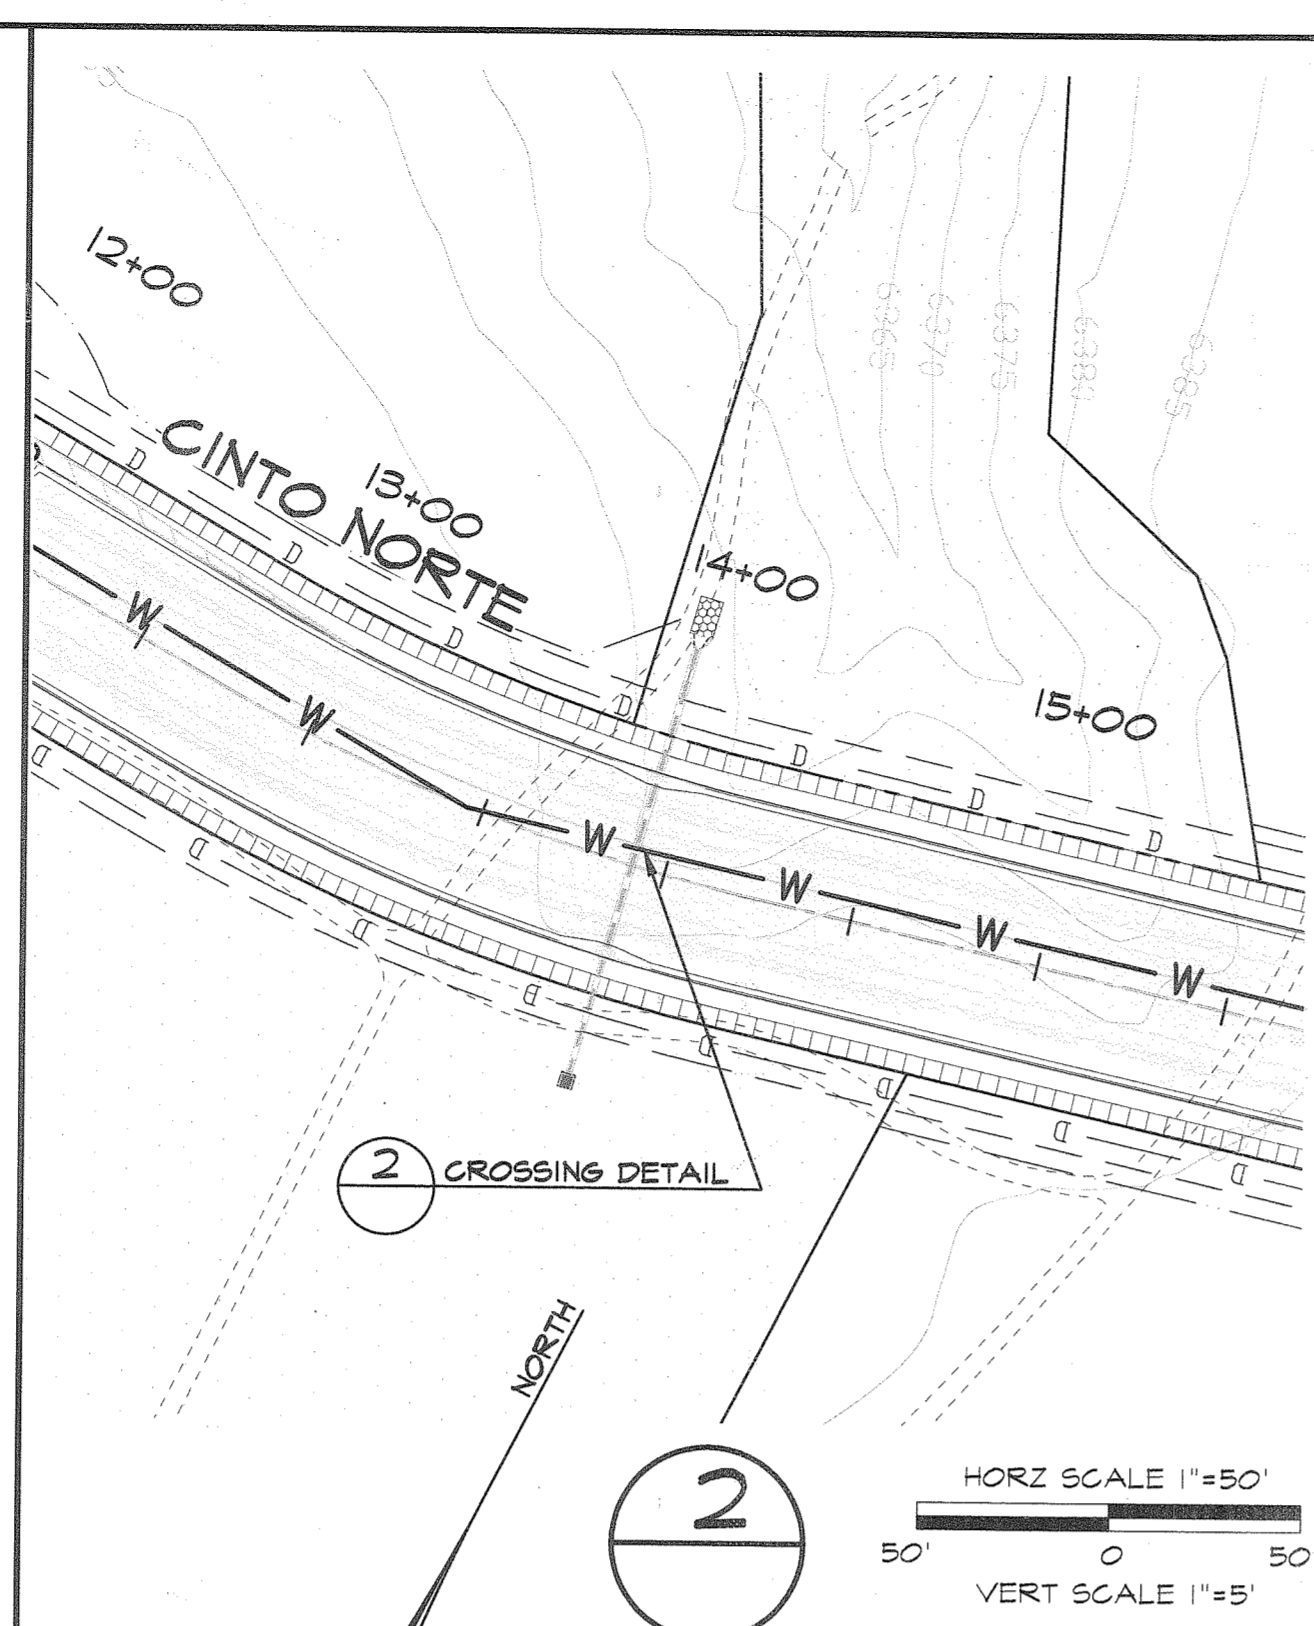 12+00
6365
6370
6375
6380
6385
CINTO NORTE
13+00
14+00
15+00
D
D
D
D
D
D
D
W
W
W
W
W
W
D
D
D
D
D
D
D
D
2 CROSSING DETAIL
NORTH
2
HORZ SCALE 1"=50'
50' 0 50
VERT SCALE 1"=5'